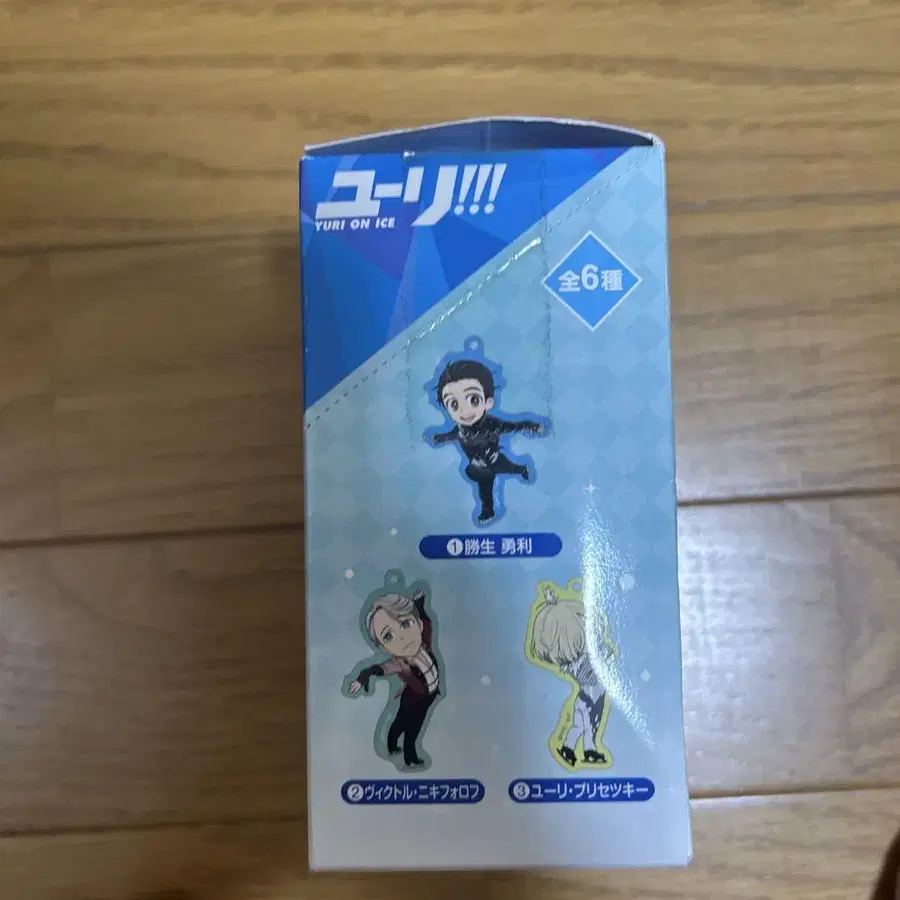 ユーリ!!!
YURI ON ICE
全6種
❶勝生 勇利
❷ヴィクトル・ニキフォロフ
❸ユーリ・プリセツキー